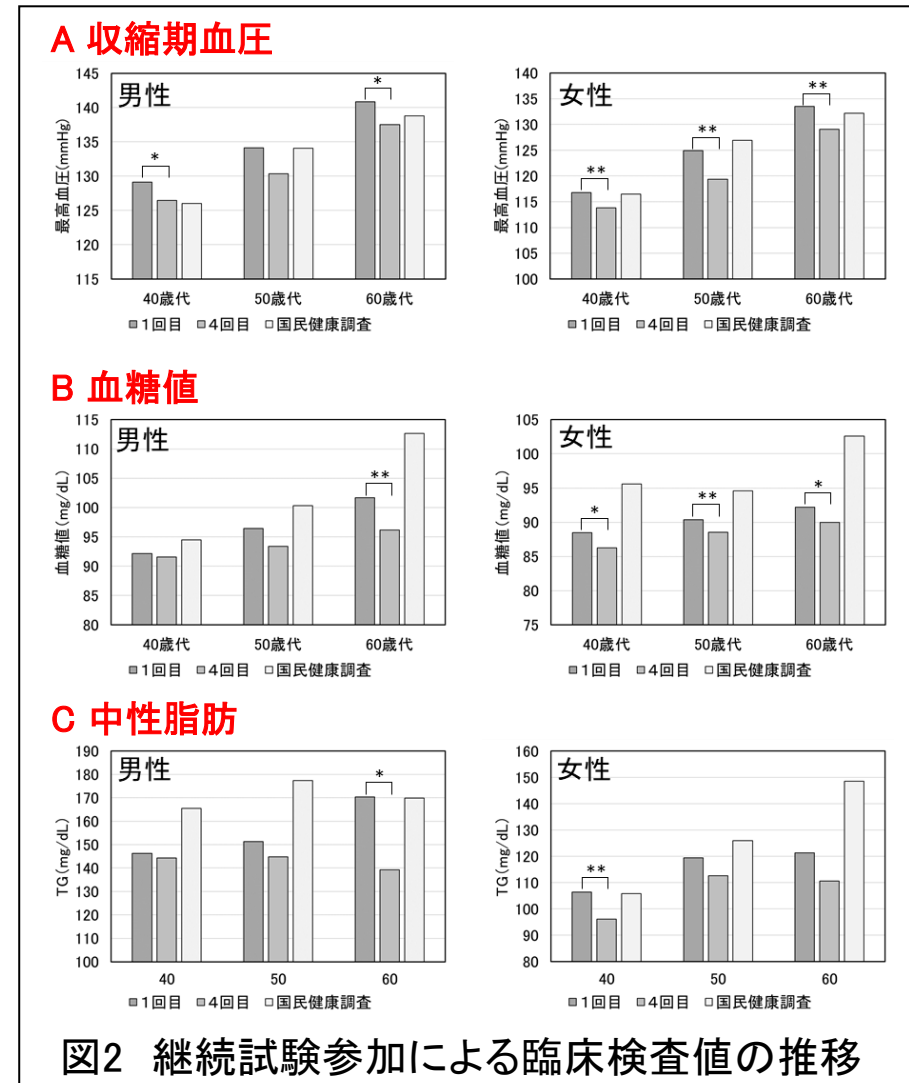 A 収縮期血圧
男性
最高血圧(mmHg)
145
140
135
130
125
120
115
*
*
40歳代 50歳代 60歳代
■1回目 ■4回目 □国民健康調査
女性
最高血圧(mmHg)
140
135
130
125
120
115
110
105
100
**
**
**
40歳代 50歳代 60歳代
■1回目 ■4回目 □国民健康調査
B 血糖値
男性
血糖値(mg/dL)
115
110
105
100
95
90
85
80
**
40歳代 50歳代 60歳代
■1回目 ■4回目 □国民健康調査
女性
血糖値(mg/dL)
105
100
95
90
85
80
75
*
**
*
40歳代 50歳代 60歳代
■1回目 ■4回目 □国民健康調査
C 中性脂肪
男性
TG(mg/dL)
190
180
170
160
150
140
130
120
110
100
*
40 50 60
■1回目 ■4回目 □国民健康調査
女性
TG(mg/dL)
160
150
140
130
120
110
100
90
80
**
40 50 60
■1回目 ■4回目 □国民健康調査
図2 継続試験参加による臨床検査値の推移